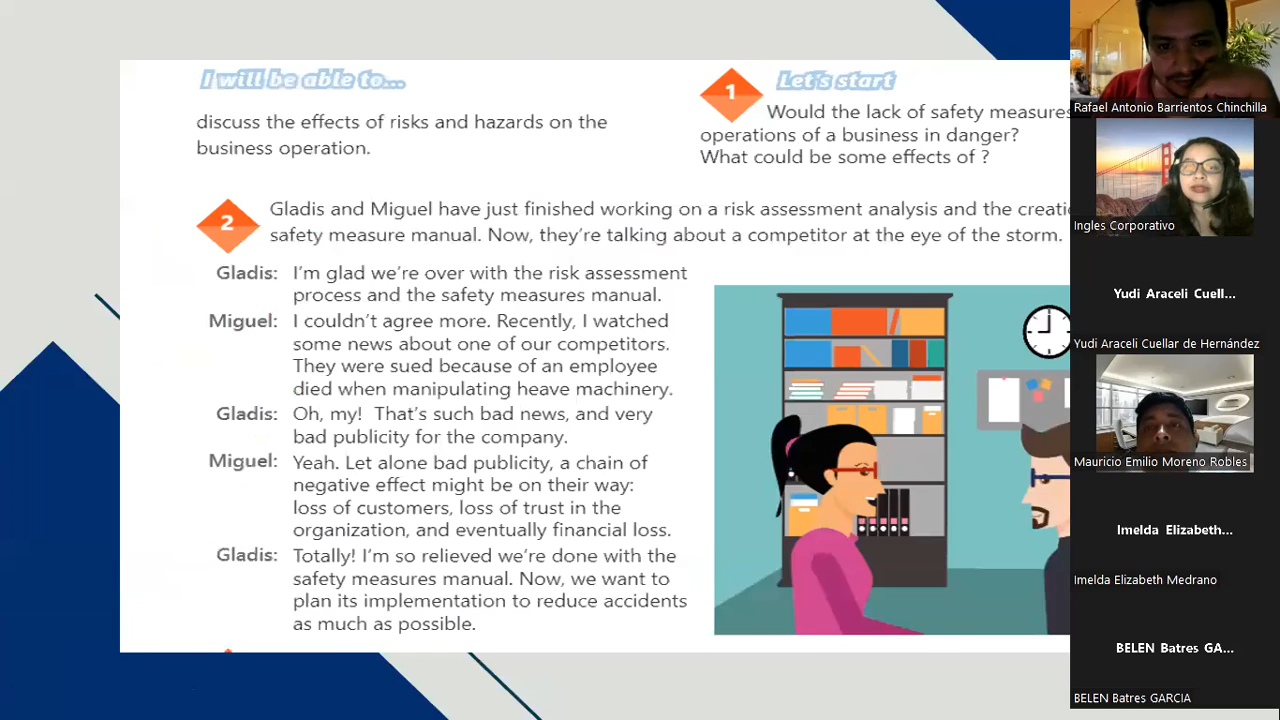 I will be able to...
discuss the effects of risks and hazards on the
business operation.
1
Let's start
Would the lack of safety measures
operations of a business in danger?
What could be some effects of ?
2
Gladis and Miguel have just finished working on a risk assessment analysis and the creati
safety measure manual. Now, they're talking about a competitor at the eye of the storm.
Gladis: I'm glad we're over with the risk assessment
process and the safety measures manual.
Miguel: I couldn't agree more. Recently, I watched
some news about one of our competitors.
They were sued because of an employee
died when manipulating heave machinery.
Gladis: Oh, my! That's such bad news, and very
bad publicity for the company.
Miguel: Yeah. Let alone bad publicity, a chain of
negative effect might be on their way:
loss of customers, loss of trust in the
organization, and eventually financial loss.
Gladis: Totally! I'm so relieved we're done with the
safety measures manual. Now, we want to
plan its implementation to reduce accidents
as much as possible.
Rafael Antonio Barrientos Chinchilla
Ingles Corporativo
Yudi Araceli Cuell...
Yudi Araceli Cuellar de Hernández
Mauricio Emilio Moreno Robles
Imelda Elizabeth...
Imelda Elizabeth Medrano
BELEN Batres GA...
BELEN Batres GARCIA